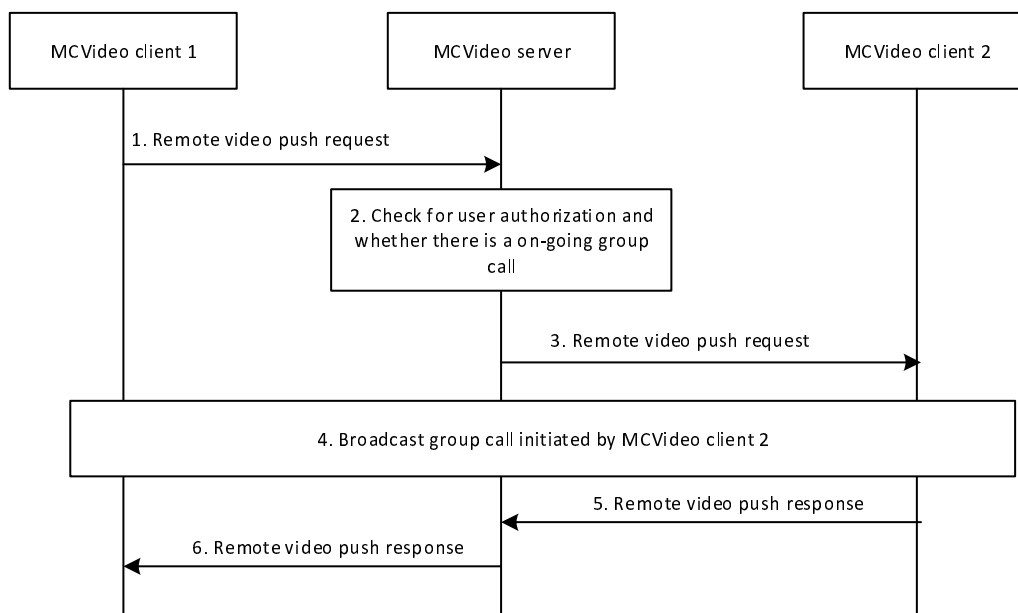 MCVideo client 1
MCVideo server
MCVideo client 2
1. Remote video push request
2. Check for user authorization and
whether there is a on-going group
call
3. Remote video push request
4. Broadcast group call initiated by MCVideo client 2
5. Remote video push response
6. Remote video push response